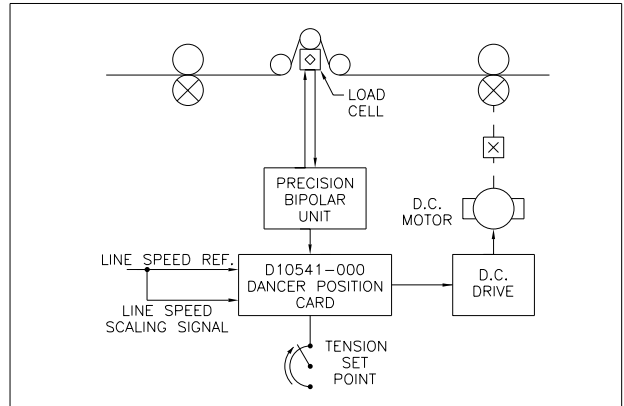 LOAD
CELL
PRECISION
BIPOLAR
UNIT
D.C.
MOTOR
LINE SPEED REF.
D10541-000
DANCER POSITION
CARD
D.C.
DRIVE
LINE SPEED
SCALING SIGNAL
TENSION
SET
POINT